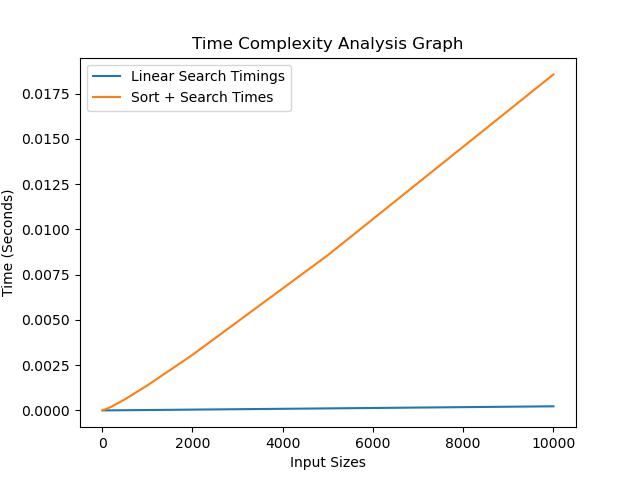 Time Complexity Analysis Graph
Linear Search Timings
Sort + Search Times
Time (Seconds)
0.0175
0.0150
0.0125
0.0100
0.0075
0.0050
0.0025
0.0000
0 2000 4000 6000 8000 10000
Input Sizes